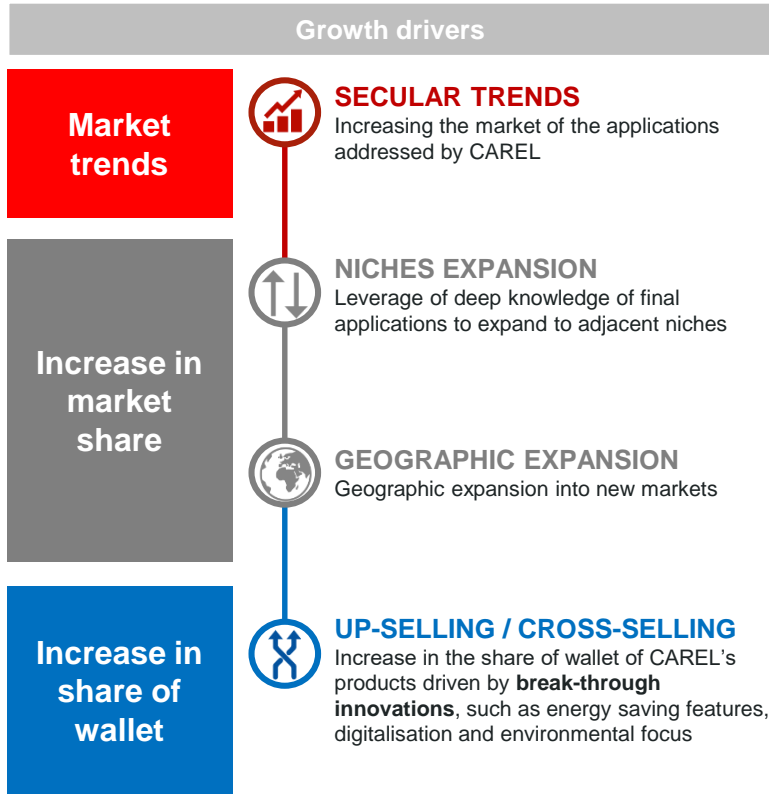 Growth drivers
Market
trends
SECULAR TRENDS
Increasing the market of the applications
addressed by CAREL
Increase in
market
share
NICHES EXPANSION
Leverage of deep knowledge of final
applications to expand to adjacent niches
GEOGRAPHIC EXPANSION
Geographic expansion into new markets
Increase in
share of
wallet
UP-SELLING / CROSS-SELLING
Increase in the share of wallet of CAREL’s
products driven by break-through
innovations, such as energy saving features,
digitalisation and environmental focus